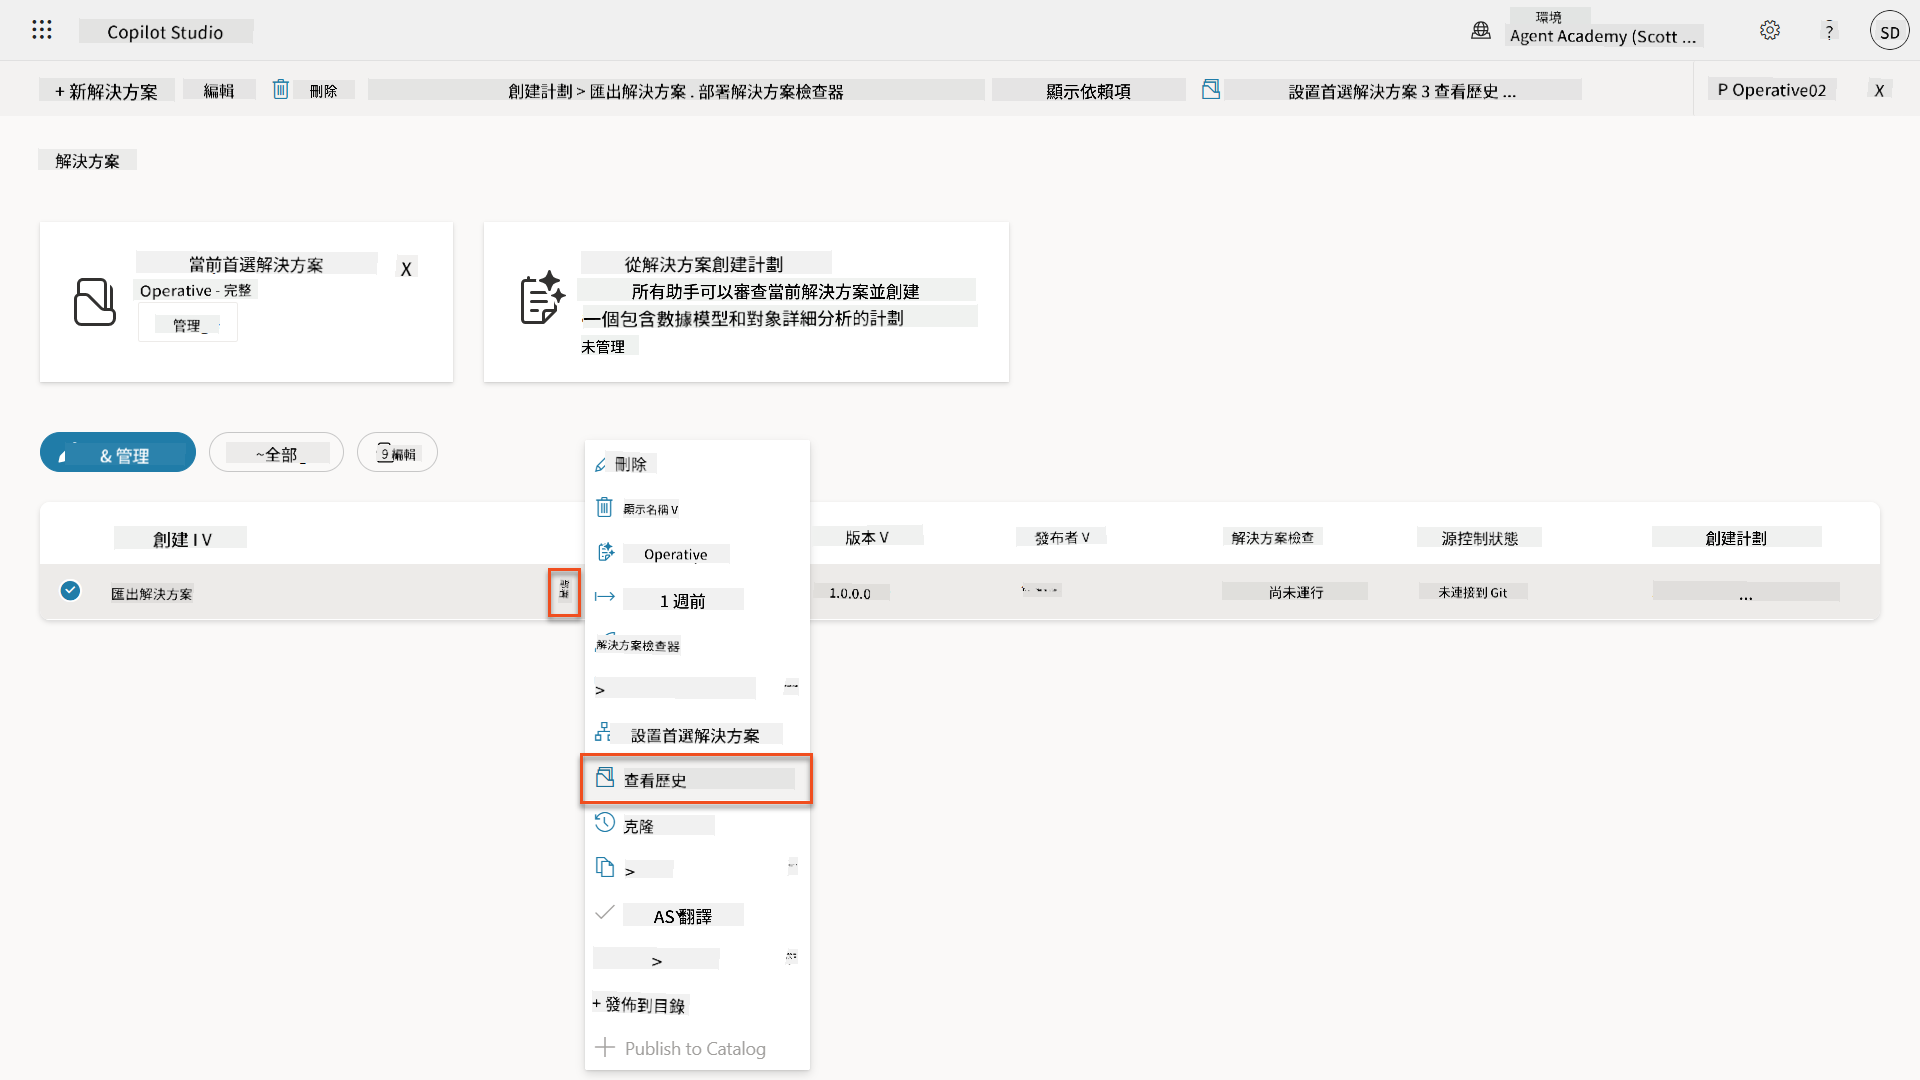 Copilot Studio
環境
Agent Academy (Scott ...
?
SD
+ 新解決方案
編輯
刪除
創建計劃 > 匯出解決方案 . 部署解決方案檢查器
顯示依賴項
設置首選解決方案 3 查看歷史 ...
P Operative02
X
解決方案
當前首選解決方案
X
Operative - 完整
管理_
從解決方案創建計劃
所有助手可以審查當前解決方案並創建
一個包含數據模型和對象詳細分析的計劃
未管理
& 管理
~全部_
9 編輯
刪除
顯示名稱 V
Operative
1 週前
解決方案檢查器
>
設置首選解決方案
查看歷史
克隆
>
AS翻譯
>
+ 發佈到目錄
Publish to Catalog
創建 I V
版本 V
發布者 V
解決方案檢查
源控制狀態
創建計劃
匯出解決方案
1.0.0.0
尚未運行
未連接到 Git
...